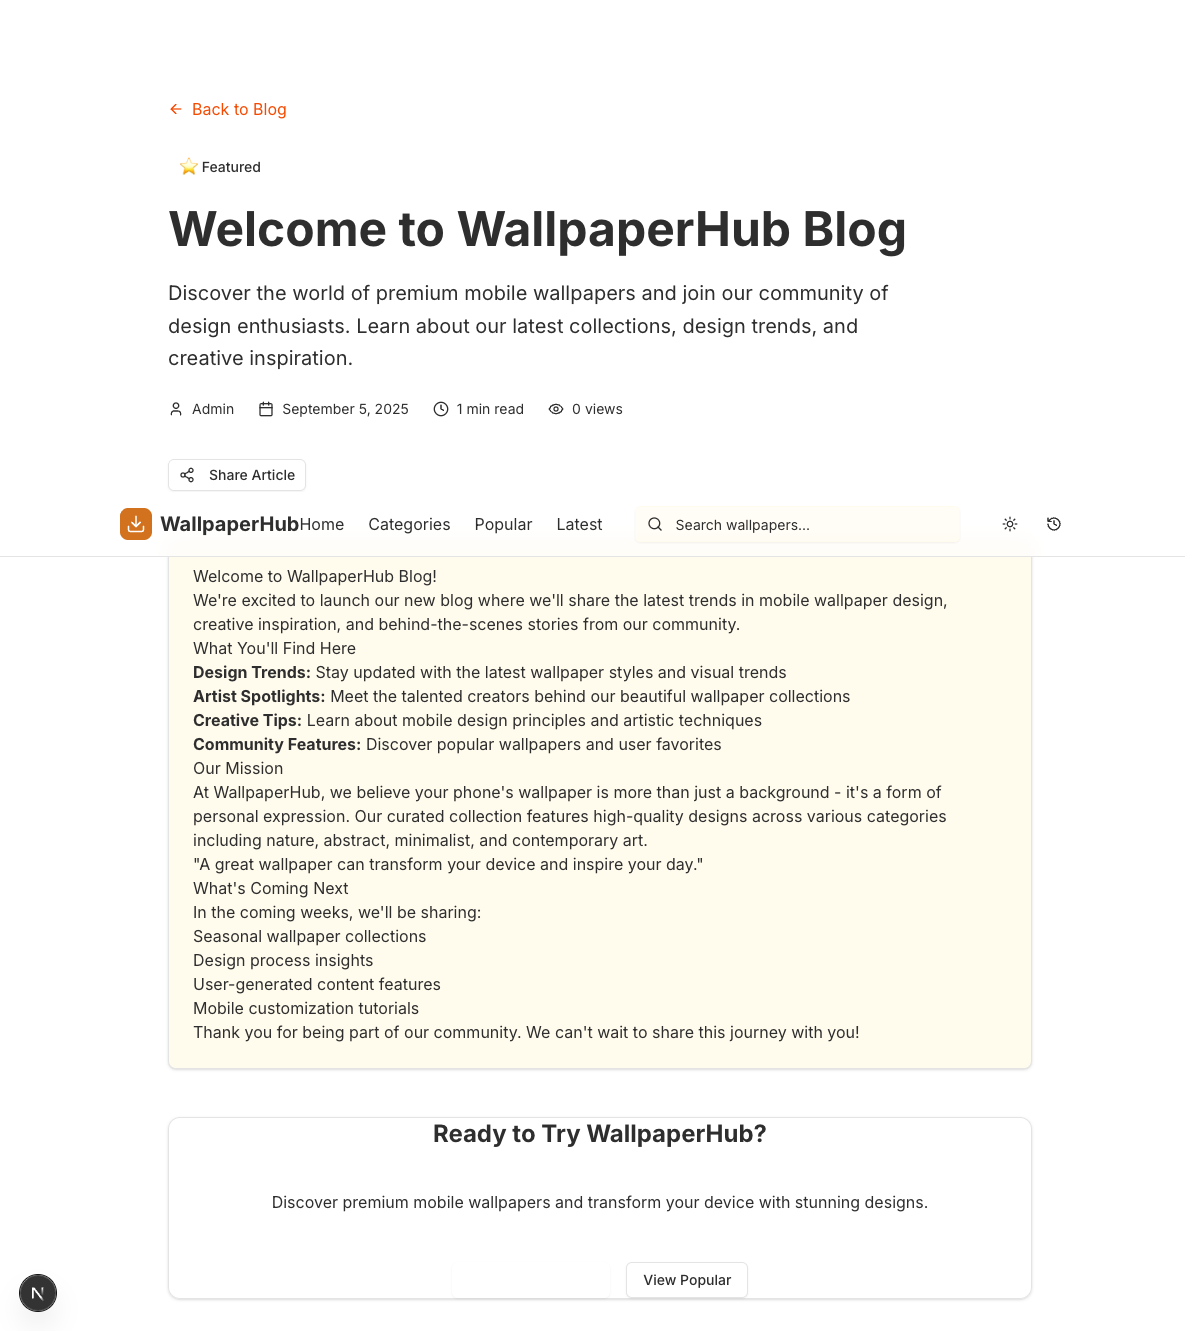 Back to Blog
⭐ Featured
Welcome to WallpaperHub Blog
Discover the world of premium mobile wallpapers and join our community of
design enthusiasts. Learn about our latest collections, design trends, and
creative inspiration.
Admin September 5, 2025 1 min read 0 views
Share Article
WallpaperHub Home Categories Popular Latest Search wallpapers...
Welcome to WallpaperHub Blog!
We're excited to launch our new blog where we'll share the latest trends in mobile wallpaper design,
creative inspiration, and behind-the-scenes stories from our community.
What You'll Find Here
Design Trends: Stay updated with the latest wallpaper styles and visual trends
Artist Spotlights: Meet the talented creators behind our beautiful wallpaper collections
Creative Tips: Learn about mobile design principles and artistic techniques
Community Features: Discover popular wallpapers and user favorites
Our Mission
At WallpaperHub, we believe your phone's wallpaper is more than just a background - it's a form of
personal expression. Our curated collection features high-quality designs across various categories
including nature, abstract, minimalist, and contemporary art.
"A great wallpaper can transform your device and inspire your day."
What's Coming Next
In the coming weeks, we'll be sharing:
Seasonal wallpaper collections
Design process insights
User-generated content features
Mobile customization tutorials
Thank you for being part of our community. We can't wait to share this journey with you!
Ready to Try WallpaperHub?
Discover premium mobile wallpapers and transform your device with stunning designs.
View Popular
N